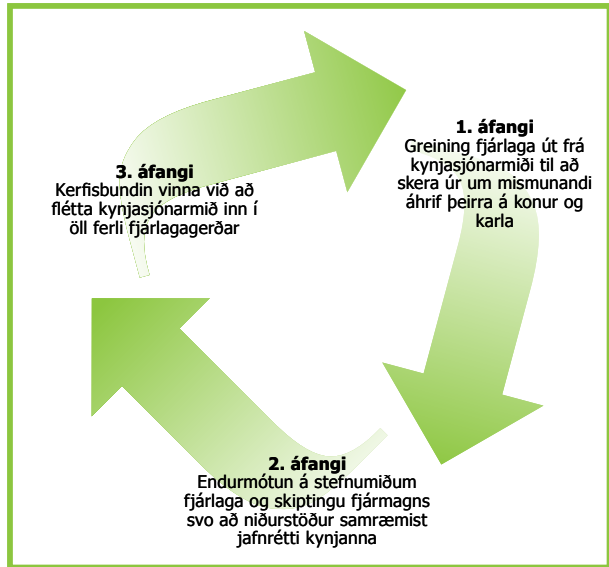 1. áfangi
Greining fjárlaga út frá
kynjasjónarmiði til að
skera úr um mismunandi
áhrif þeirra á konur og
karla
2. áfangi
Endurmótun á stefnumiðum
fjárlaga og skiptingu fjármagns
svo að niðurstöður samræmist
jafnrétti kynjanna
3. áfangi
Kerfisbundin vinna við að
flétta kynjasjónarmið inn í
öll ferli fjárlagagerðar